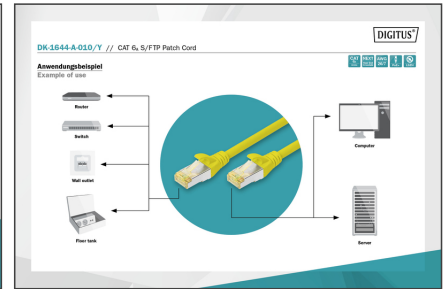 DIGITUS®
DK-1644-A-010/Y // CAT 6A S/FTP Patch Cord
Anwendungsbeispiel
Example of use
Router
Switch
Wall outlet
Floor tank
Computer
Server